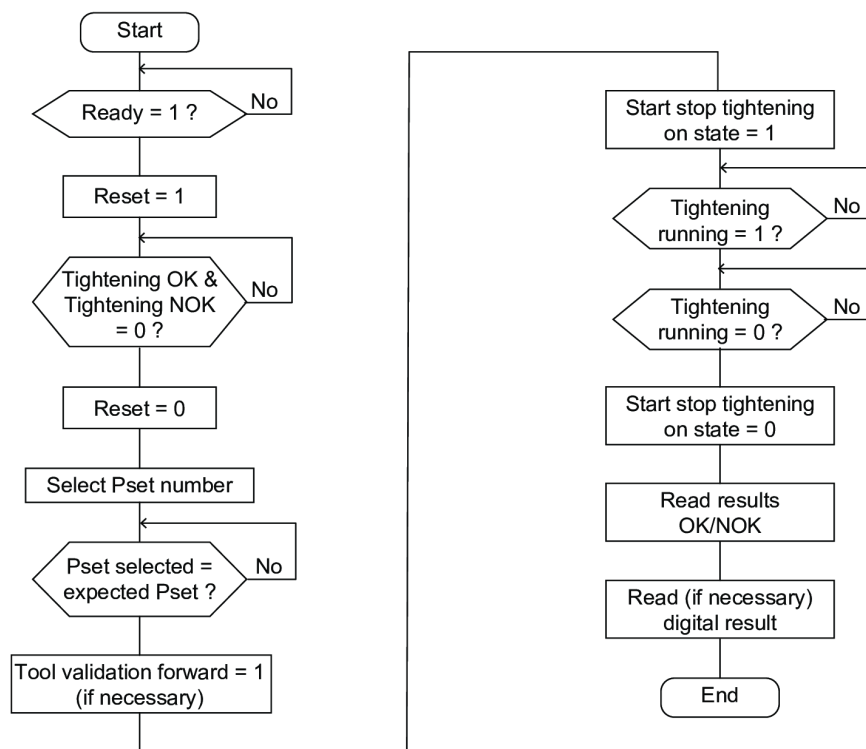 Start
Ready = 1 ?
No
Reset = 1
Tightening OK &
Tightening NOK
= 0 ?
No
Reset = 0
Select Pset number
Pset selected =
expected Pset ?
No
Tool validation forward = 1
(if necessary)
Start stop tightening
on state = 1
Tightening
running = 1 ?
No
Tightening
running = 0 ?
No
Start stop tightening
on state = 0
Read results
OK/NOK
Read (if necessary)
digital result
End